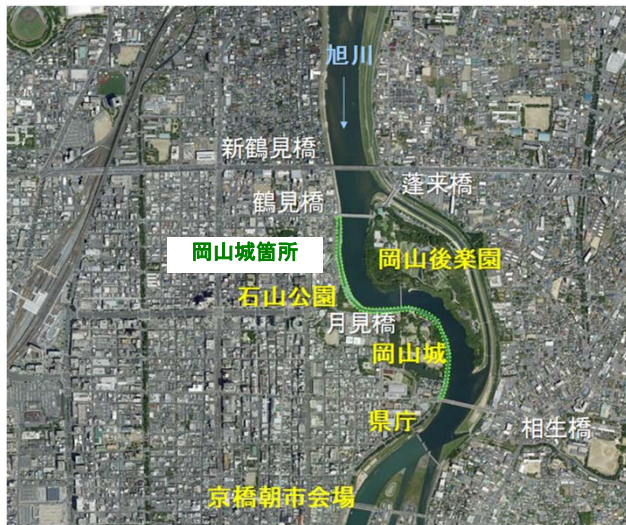 旭川
新鶴見橋
蓬来橋
鶴見橋
岡山城箇所
岡山後楽園
石山公園
月見橋
岡山城
県庁
相生橋
京橋朝市会場